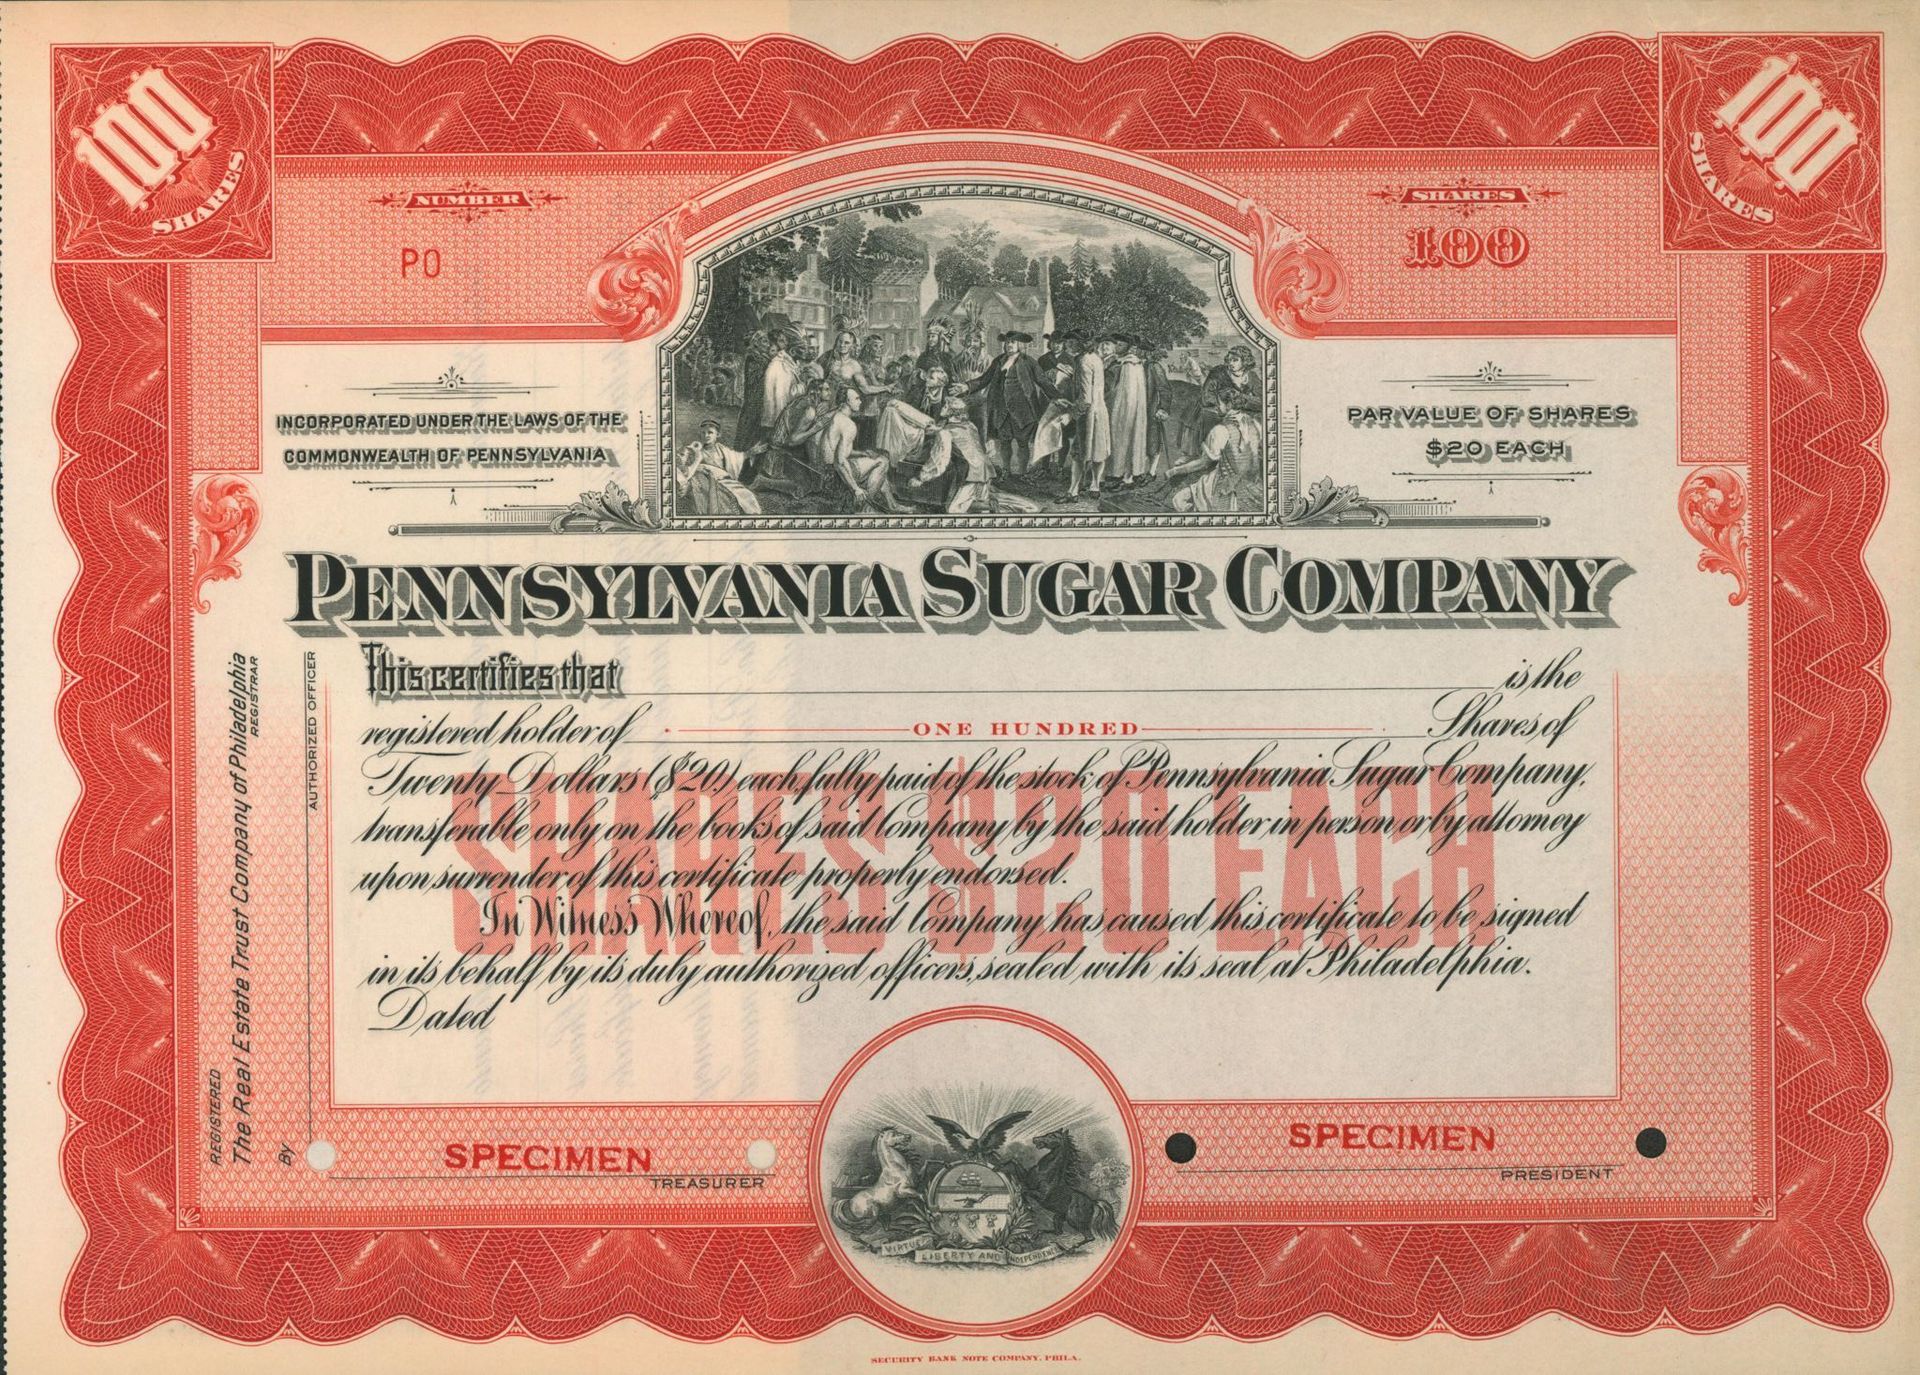 100 SHARES
100 SHARES
NUMBER
SHARES
PO
100
INCORPORATED UNDER THE LAWS OF THE
COMMONWEALTH OF PENNSYLVANIA
PAR VALUE OF SHARES
$20 EACH
PENNSYLVANIA SUGAR COMPANY
This certifies that is the
registered holder of ONE HUNDRED Shares of
Twenty Dollars ($20) each, fully paid of the stock of Pennsylvania Sugar Company,
transferable only on the books of said Company by the said holder in person or by attorney
upon surrender of this certificate properly endorsed.
SHARES $20 EACH
In Witness Whereof, the said Company has caused this certificate to be signed
in its behalf by its duly authorized officers, sealed with its seal at Philadelphia.
Dated
REGISTERED
The Real Estate Trust Company of Philadelphia
REGISTRAR
By
AUTHORIZED OFFICER
SPECIMEN
TREASURER
SPECIMEN
PRESIDENT
VIRTUE LIBERTY AND INDEPENDENCE
SECURITY BANK NOTE COMPANY, PHILA.